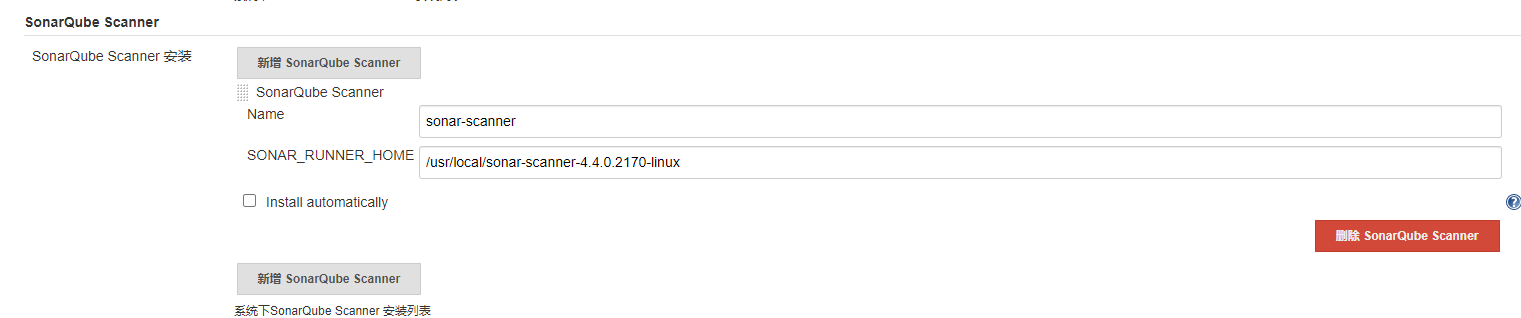 SonarQube Scanner
SonarQube Scanner 安装
新增 SonarQube Scanner
SonarQube Scanner
Name
sonar-scanner
SONAR_RUNNER_HOME
/usr/local/sonar-scanner-4.4.0.2170-linux
Install automatically
?
删除 SonarQube Scanner
新增 SonarQube Scanner
系统下SonarQube Scanner 安装列表